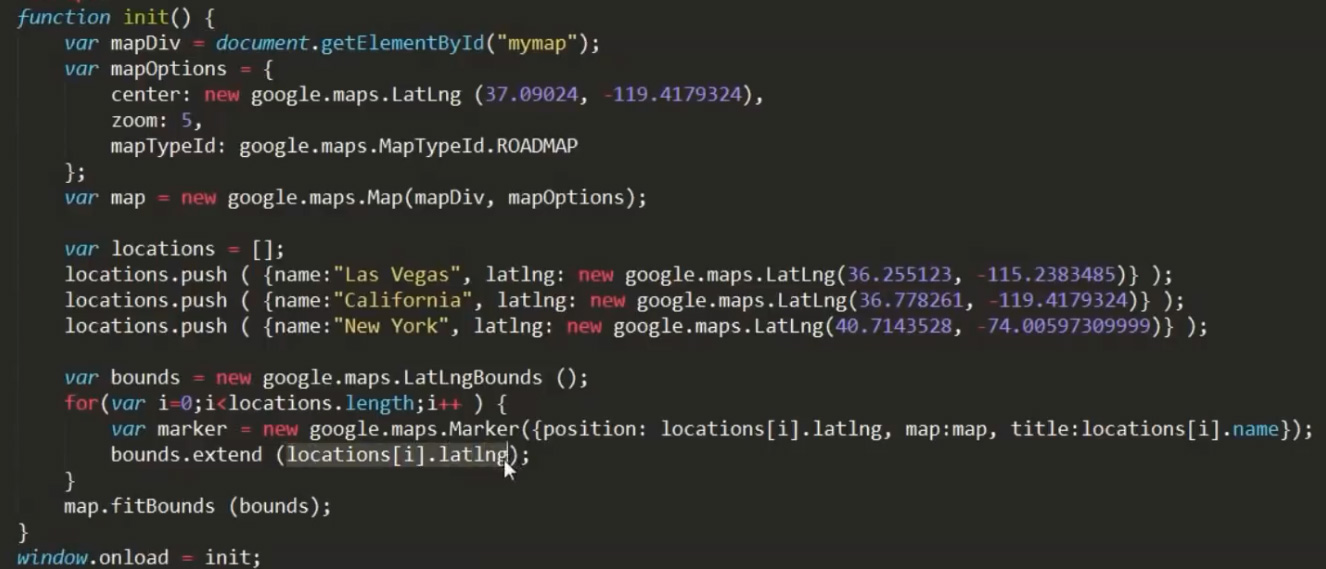 function init() {
var mapDiv = document.getElementById("mymap");
var mapOptions = {
center: new google.maps.LatLng (37.09024, -119.4179324),
zoom: 5,
mapTypeId: google.maps.MapTypeId.ROADMAP
};
var map = new google.maps.Map(mapDiv, mapOptions);
var locations = [];
locations.push ( {name:"Las Vegas", latlng: new google.maps.LatLng(36.255123, -115.2383485)} );
locations.push ( {name:"California", latlng: new google.maps.LatLng(36.778261, -119.4179324)} );
locations.push ( {name:"New York", latlng: new google.maps.LatLng(40.7143528, -74.00597309999)} );
var bounds = new google.maps.LatLngBounds ();
for(var i=0;i<locations.length;i++ ) {
var marker = new google.maps.Marker({position: locations[i].latlng, map:map, title:locations[i].name});
bounds.extend (locations[i].latlng);
}
map.fitBounds (bounds);
}
window.onload = init;